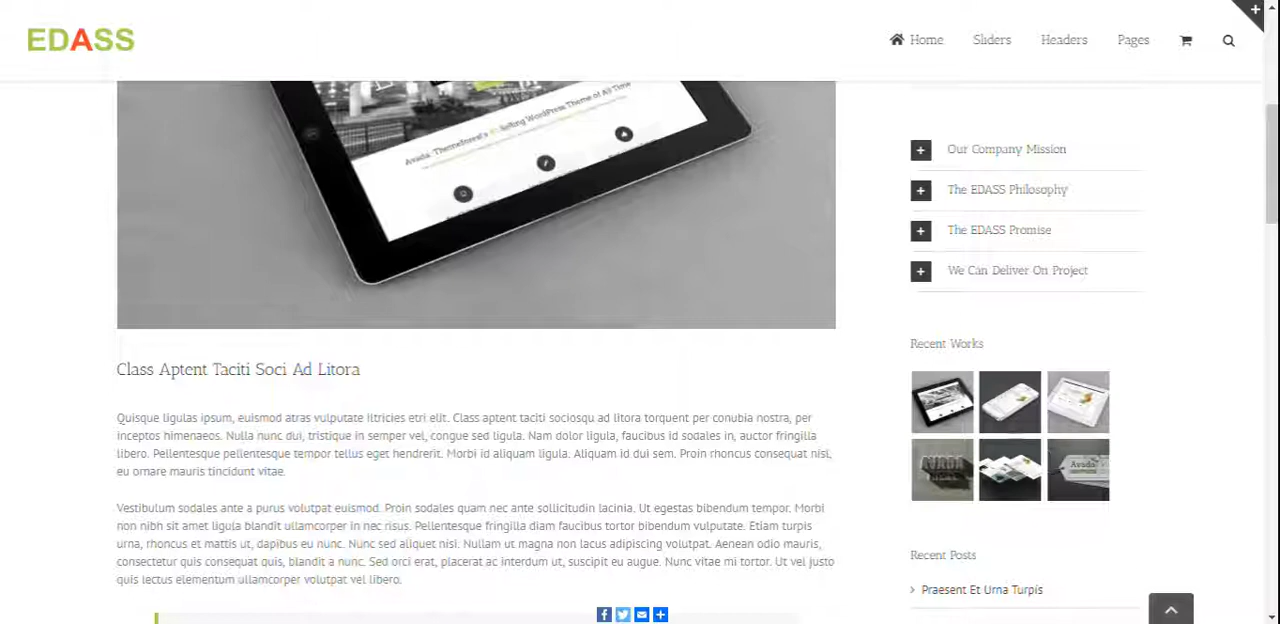 EDASS
Home
Sliders
Headers
Pages
Avada: Themeforest's #1 Selling WordPress Theme of All Time
Class Aptent Taciti Soci Ad Litora
Quisque ligulas ipsum, euismod atras vulputate iltricies etri elit. Class aptent taciti sociosqu ad litora torquent per conubia nostra, per
inceptos himenaeos. Nulla nunc dui, tristique in semper vel, congue sed ligula. Nam dolor ligula, faucibus id sodales in, auctor fringilla
libero. Pellentesque pellentesque tempor tellus eget hendrerit. Morbi id aliquam ligula. Aliquam id dui sem. Proin rhoncus consequat nisl,
eu ornare mauris tincidunt vitae.
Vestibulum sodales ante a purus volutpat euismod. Proin sodales quam nec ante sollicitudin lacinia. Ut egestas bibendum tempor. Morbi
non nibh sit amet ligula blandit ullamcorper in nec risus. Pellentesque fringilla diam faucibus tortor bibendum vulputate. Etiam turpis
urna, rhoncus et mattis ut, dapibus eu nunc. Nunc sed aliquet nisi. Nullam ut magna non lacus adipiscing volutpat. Aenean odio mauris,
consectetur quis consequat quis, blandit a nunc. Sed orci erat, placerat ac interdum ut, suscipit eu augue. Nunc vitae mi tortor. Ut vel justo
quis lectus elementum ullamcorper volutpat vel libero.
Our Company Mission
The EDASS Philosophy
The EDASS Promise
We Can Deliver On Project
Recent Works
Avada
Recent Posts
Praesent Et Urna Turpis